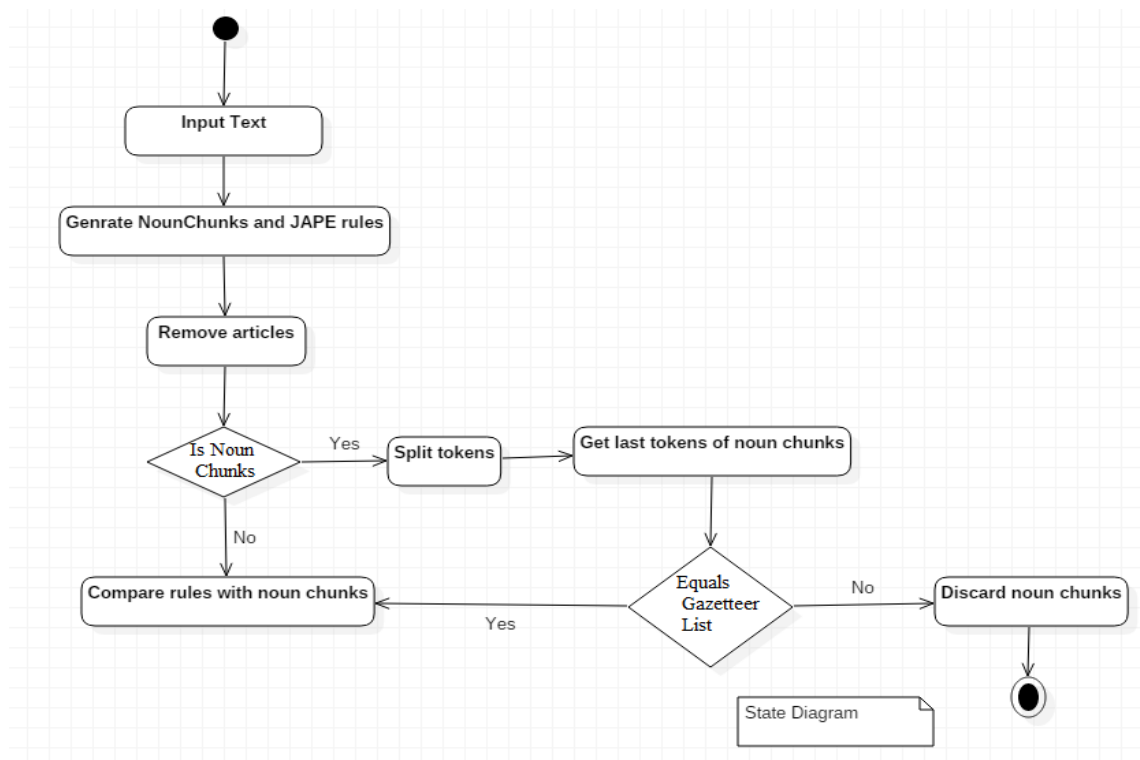 Input Text
Genrate NounChunks and JAPE rules
Remove articles
Is Noun
Chunks
Yes
Split tokens
Get last tokens of noun chunks
No
Compare rules with noun chunks
Equals
Gazetteer
List
Yes
No
Discard noun chunks
State Diagram